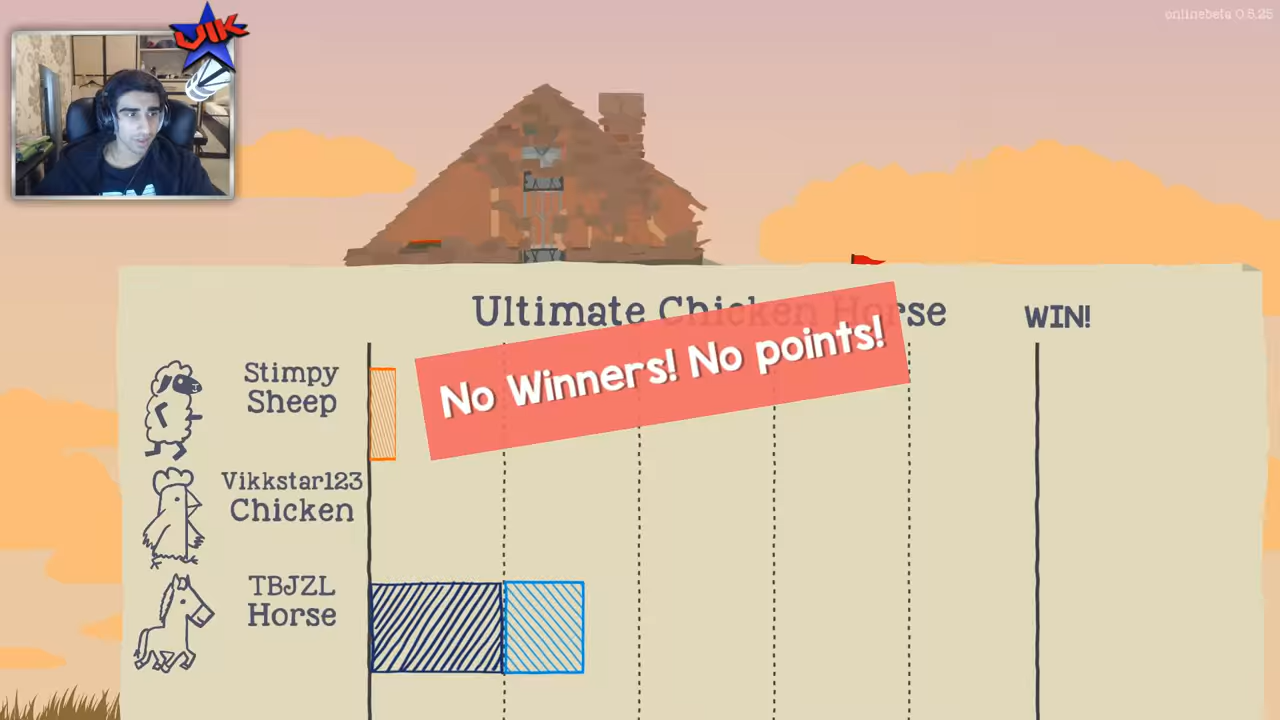 onlinebeta 0.5.25
VIK
Ultimate Chicken Horse
WIN!
No Winners! No points!
Stimpy
Sheep
Vikkstar123
Chicken
TBJZL
Horse